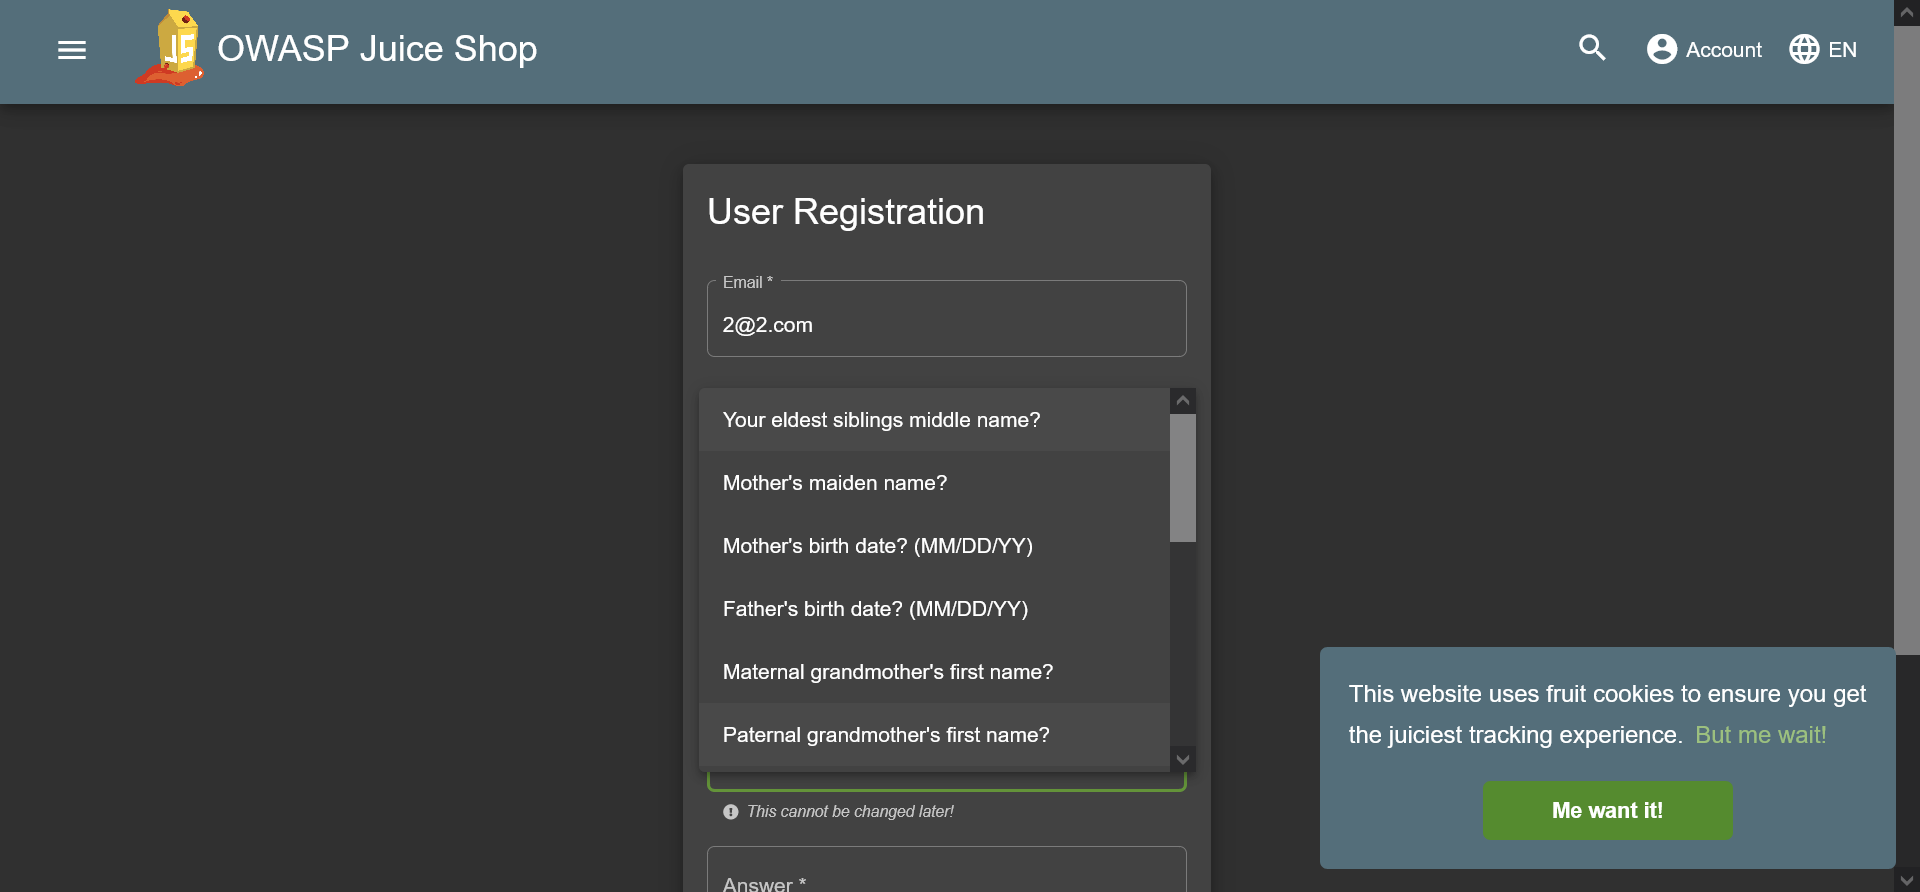 OWASP Juice Shop
Account
EN
User Registration
Email *
2@2.com
Your eldest siblings middle name?
Mother's maiden name?
Mother's birth date? (MM/DD/YY)
Father's birth date? (MM/DD/YY)
Maternal grandmother's first name?
Paternal grandmother's first name?
This cannot be changed later!
Answer *
This website uses fruit cookies to ensure you get
the juiciest tracking experience. But me wait!
Me want it!